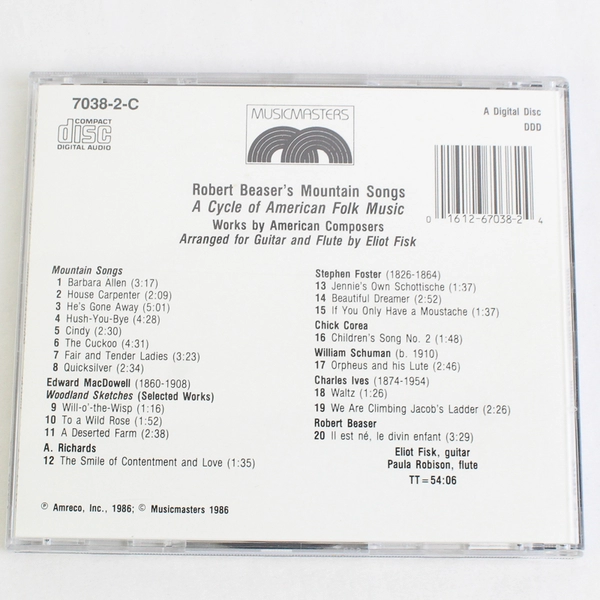 7038-2-C
COMPACT
disc
DIGITAL AUDIO
MUSICMASTERS
A Digital Disc
DDD
0 1612-67038-2 4
Robert Beaser's Mountain Songs
A Cycle of American Folk Music
Works by American Composers
Arranged for Guitar and Flute by Eliot Fisk
Mountain Songs
1 Barbara Allen (3:17)
2 House Carpenter (2:09)
3 He's Gone Away (5:01)
4 Hush-You-Bye (4:28)
5 Cindy (2:30)
6 The Cuckoo (4:31)
7 Fair and Tender Ladies (3:23)
8 Quicksilver (2:34)
Edward MacDowell (1860-1908)
Woodland Sketches (Selected Works)
9 Will-o'-the-Wisp (1:16)
10 To a Wild Rose (1:52)
11 A Deserted Farm (2:38)
A. Richards
12 The Smile of Contentment and Love (1:35)
Stephen Foster (1826-1864)
13 Jennie's Own Schottische (1:37)
14 Beautiful Dreamer (2:52)
15 If You Only Have a Moustache (1:37)
Chick Corea
16 Children's Song No. 2 (1:48)
William Schuman (b. 1910)
17 Orpheus and his Lute (2:46)
Charles Ives (1874-1954)
18 Waltz (1:26)
19 We Are Climbing Jacob's Ladder (2:26)
Robert Beaser
20 Il est né, le divin enfant (3:29)
Eliot Fisk, guitar
Paula Robison, flute
TT = 54:06
℗ Amreco, Inc., 1986; © Musicmasters 1986